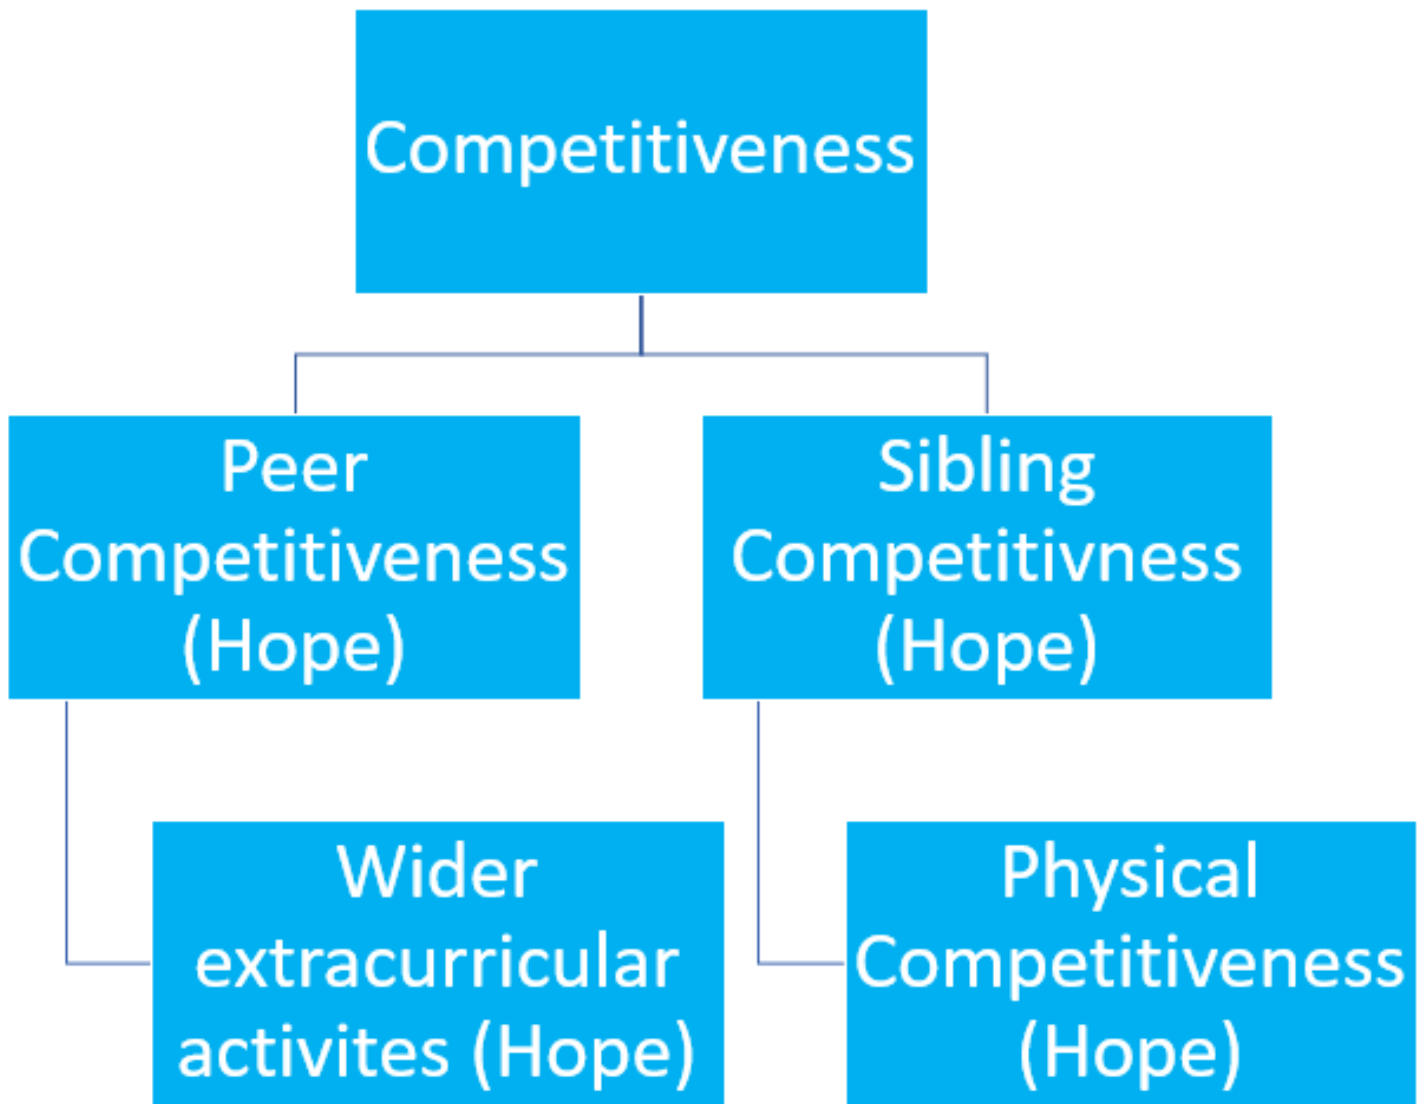 Competitiveness
Peer
Competitiveness
(Hope)
Sibling
Competitivness
(Hope)
Wider
extracurricular
activites (Hope)
Physical
Competitiveness
(Hope)